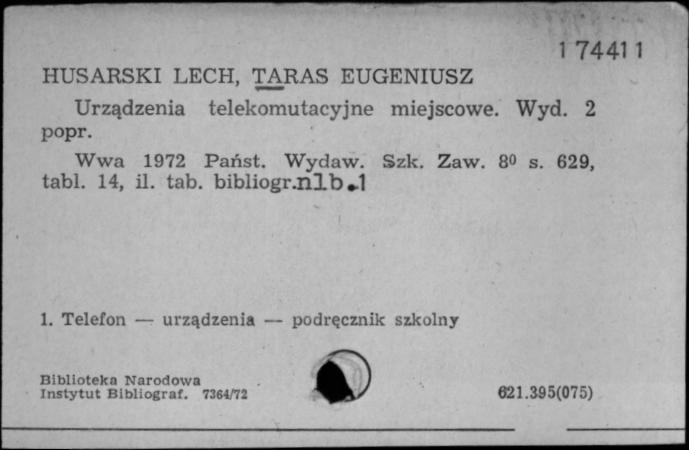 1 74411
HUSARSKI LECH, TARAS EUGENIUSZ
Urządzenia telekomutacyjne miejscowe. Wyd. 2
popr.
Wwa 1972 Państ. Wydaw. Szk. Zaw. 8⁰ s. 629,
tabl. 14, il. tab. bibliogr.nlb.1
1. Telefon — urządzenia — podręcznik szkolny
Biblioteka Narodowa
Instytut Bibliograf. 7364/72
621.395(075)